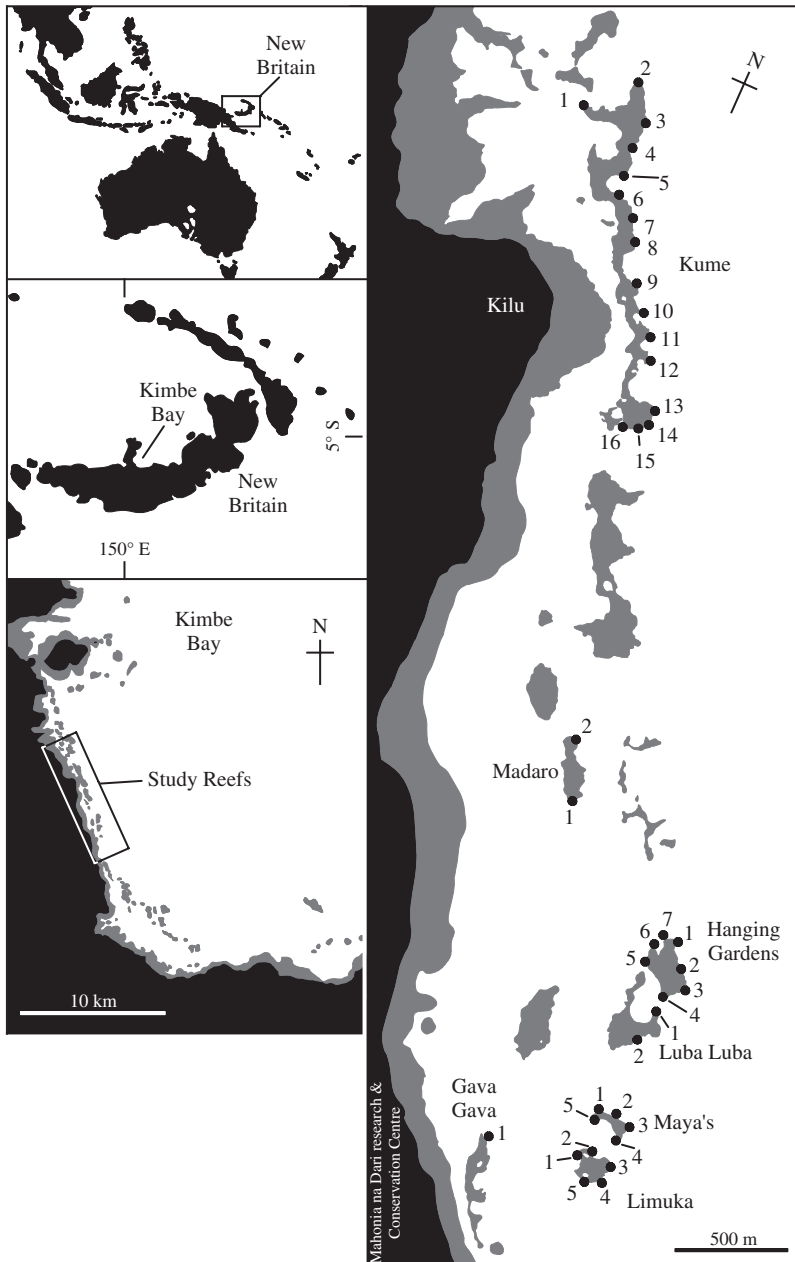 New
Britain
Kimbe
Bay
5° S
New
Britain
150° E
Kimbe
Bay
N
Study Reefs
10 km
N
2
1
3
4
5
6
7
8
Kume
9
Kilu
10
11
12
13
14
16
15
2
Madaro
1
7
6
1
Hanging
Gardens
5
2
3
4
1
Luba Luba
2
Gava
Gava
1
1
2
5
3
Maya's
4
2
1
3
5
4
Limuka
Mahonia na Dari research &
Conservation Centre
500 m